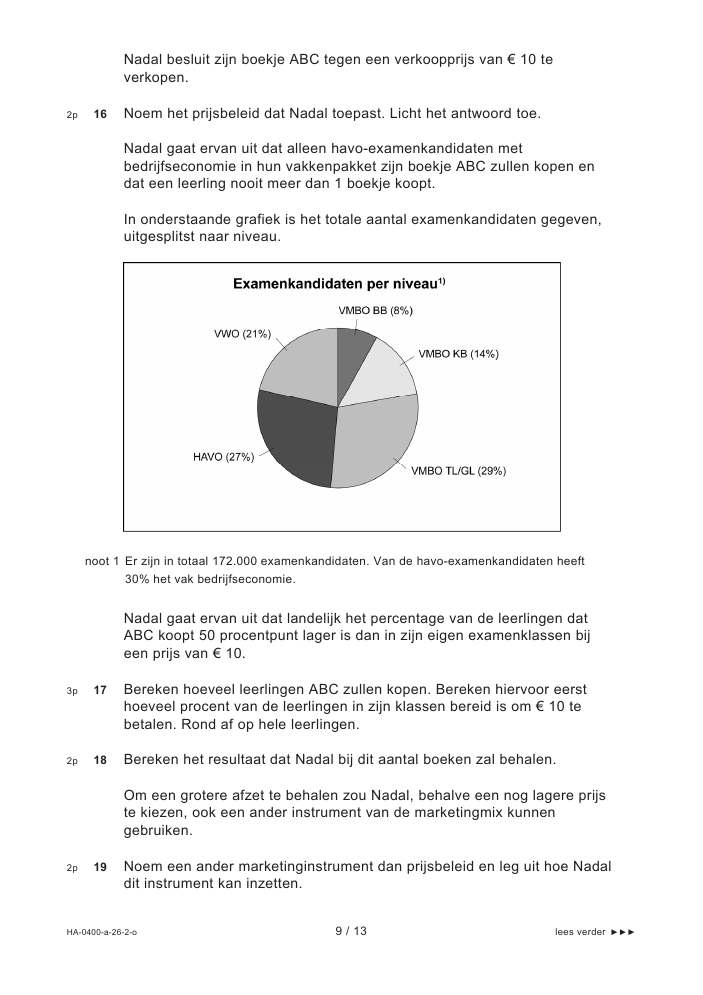 Nadal besluit zijn boekje ABC tegen een verkoopprijs van € 10 te
verkopen.
2p 16 Noem het prijsbeleid dat Nadal toepast. Licht het antwoord toe.
Nadal gaat ervan uit dat alleen havo-examenkandidaten met
bedrijfseconomie in hun vakkenpakket zijn boekje ABC zullen kopen en
dat een leerling nooit meer dan 1 boekje koopt.
In onderstaande grafiek is het totale aantal examenkandidaten gegeven,
uitgesplitst naar niveau.
Examenkandidaten per niveau1)
VMBO BB (8%)
VWO (21%)
VMBO KB (14%)
HAVO (27%)
VMBO TL/GL (29%)
noot 1 Er zijn in totaal 172.000 examenkandidaten. Van de havo-examenkandidaten heeft
30% het vak bedrijfseconomie.
Nadal gaat ervan uit dat landelijk het percentage van de leerlingen dat
ABC koopt 50 procentpunt lager is dan in zijn eigen examenklassen bij
een prijs van € 10.
3p 17 Bereken hoeveel leerlingen ABC zullen kopen. Bereken hiervoor eerst
hoeveel procent van de leerlingen in zijn klassen bereid is om € 10 te
betalen. Rond af op hele leerlingen.
2p 18 Bereken het resultaat dat Nadal bij dit aantal boeken zal behalen.
Om een grotere afzet te behalen zou Nadal, behalve een nog lagere prijs
te kiezen, ook een ander instrument van de marketingmix kunnen
gebruiken.
2p 19 Noem een ander marketinginstrument dan prijsbeleid en leg uit hoe Nadal
dit instrument kan inzetten.
HA-0400-a-26-2-o 9 / 13 lees verder ►►►